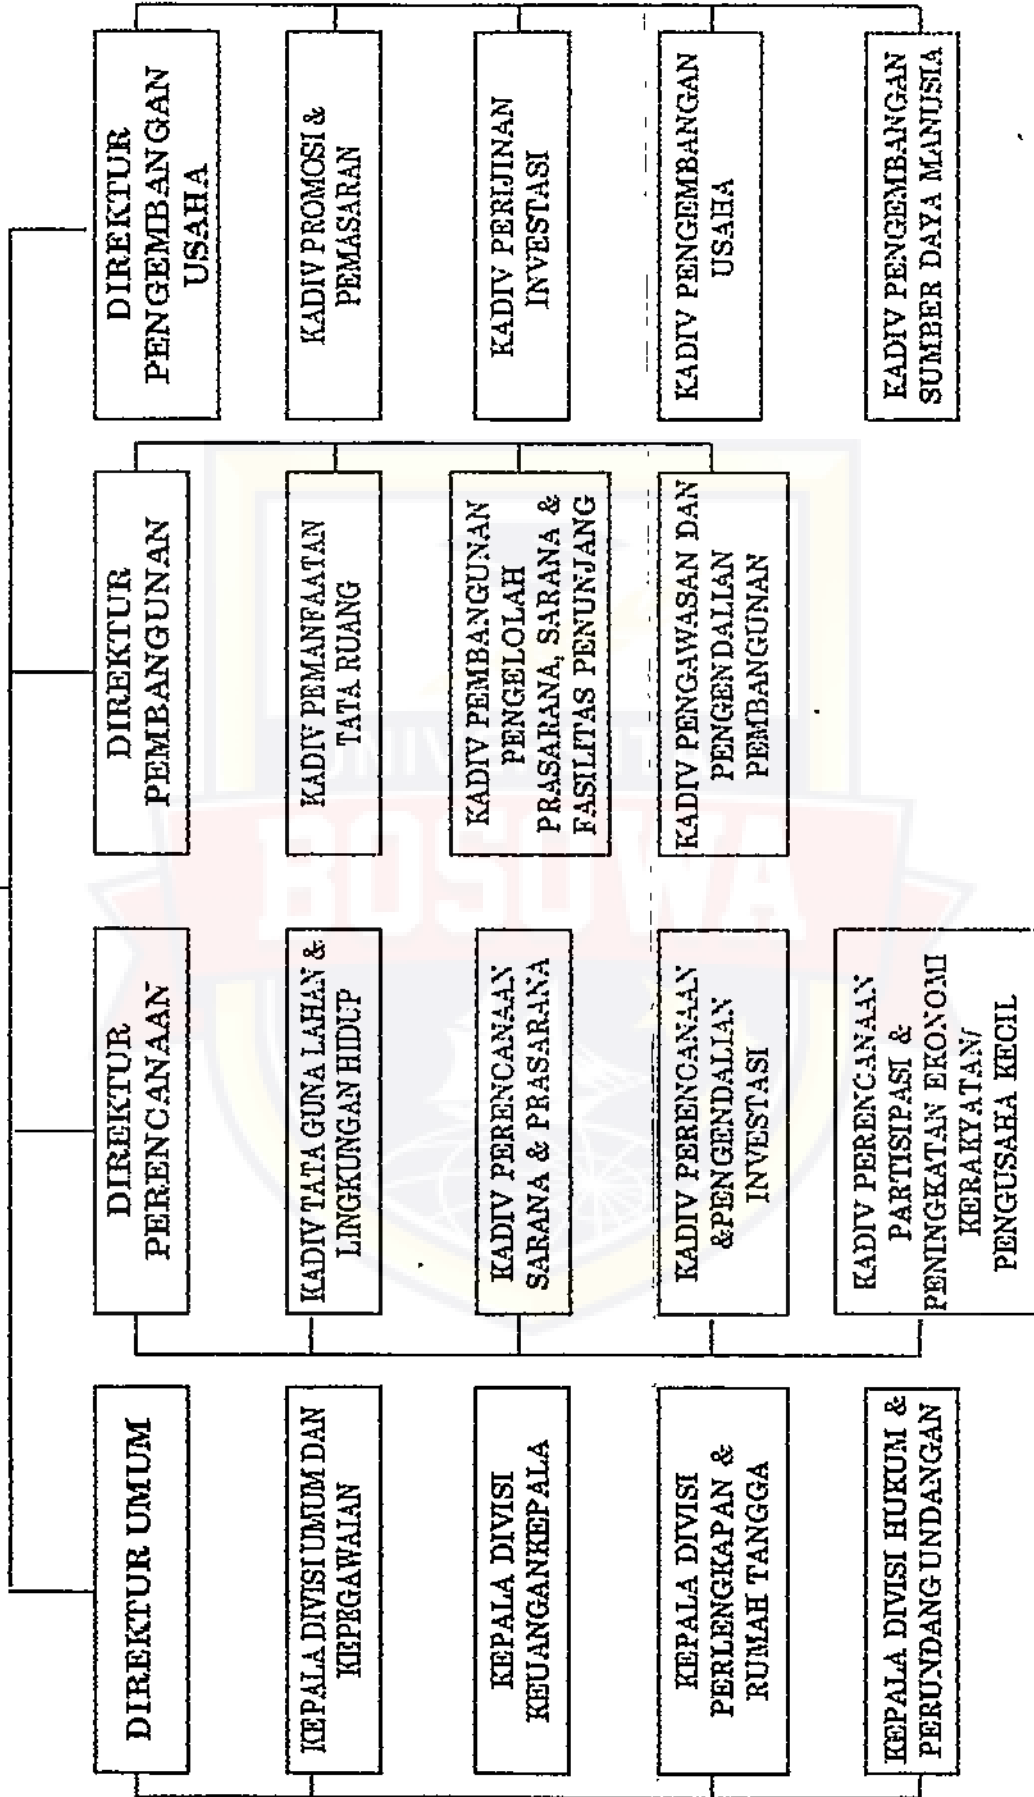 DIREKTUR UMUM
KEPALA DIVISI UMUM DAN
KEPEGAWAIAN
KEPALA DIVISI
KEUANGANKEPALA
KEPALA DIVISI
PERLENGKAPAN &
RUMAH TANGGA
KEPALA DIVISI HUKUM &
PERUNDANG UNDANGAN
DIREKTUR
PERENCANAAN
KADIV TATA GUNA LAHAN &
LINGKUNGAN HIDUP
KADIV PERENCANAAN
SARANA & PRASARANA
KADIV PERENCANAAN
&PENGENDALIAN
INVESTASI
KADIV PERENCANAAN
PARTISIPASI &
PENINGKATAN EKONOMI
KERAKYATAN/
PENGUSAHA KECIL
DIREKTUR
PEMBANGUNAN
KADIV PEMANFAATAN
TATA RUANG
KADIV PEMBANGUNAN
PENGELOLAH
PRASARANA, SARANA &
FASILITAS PENUNJANG
KADIV PENGAWASAN DAN
PENGENDALIAN
PEMBANGUNAN
DIREKTUR
PENGEMBANGAN
USAHA
KADIV PROMOSI &
PEMASARAN
KADIV PERIJINAN
INVESTASI
KADIV PENGEMBANGAN
USAHA
KADIV PENGEMBANGAN
SUMBER DAYA MANUSIA
UNIVERSITAS
BOSOWA